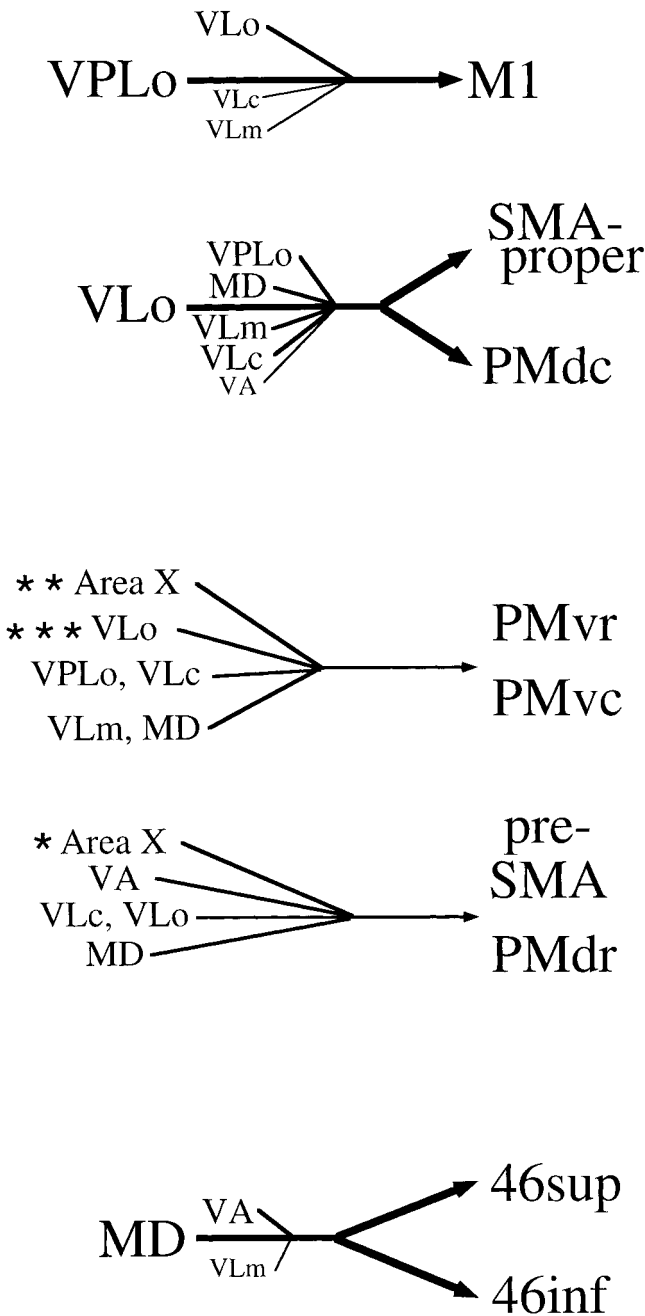 VLo
VPLo
M1
VLc
VLm
SMA-
proper
VPLo
MD
VLo
VLm
VLc
VA
PMdc
** Area X
*** VLo
VPLo, VLc
VLm, MD
PMvr
PMvc
* Area X
VA
VLc, VLo
MD
pre-
SMA
PMdr
46sup
VA
MD
VLm
46inf